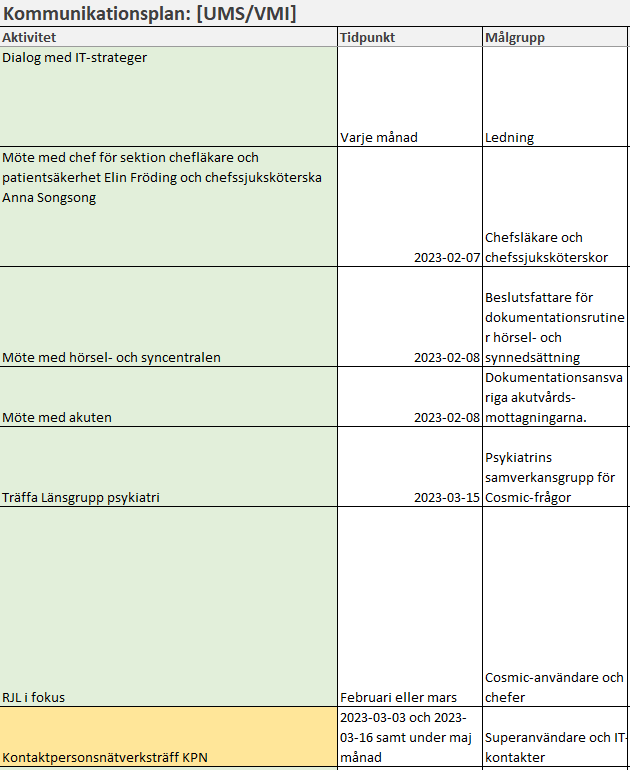 Kommunikationsplan: [UMS/VMI]
Aktivitet Tidpunkt Målgrupp
Dialog med IT-strateger
Varje månad Ledning
Möte med chef för sektion chefläkare och
patientsäkerhet Elin Fröding och chefssjuksköterska
Anna Songsong
2023-02-07
Chefsläkare och
chefssjuksköterskor
Möte med hörsel- och syncentralen
2023-02-08
Beslutsfattare för
dokumentationsrutine
r hörsel- och
synnedsättning
Möte med akuten
2023-02-08
Dokumentationsansva
riga akutvårds-
mottagningarna.
Träffa Länsgrupp psykiatri
2023-03-15
Psykiatrins
samverkansgrupp för
Cosmic-frågor
RJL i fokus
Februari eller mars
Cosmic-användare och
chefer
Kontaktpersonsnätverksträff KPN
2023-03-03 och 2023-
03-16 samt under maj
månad
Superanvändare och IT-
kontakter